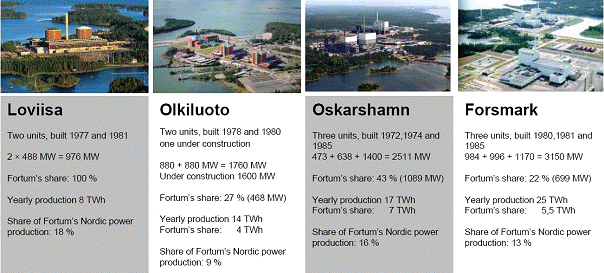 Loviisa
Two units, built 1977 and 1981
2 × 488 MW = 976 MW
Fortum's share: 100 %
Yearly production 8 TWh
Share of Fortum's Nordic power
production: 18 %
Olkiluoto
Two units, built 1978 and 1980
one under construction
880 + 880 MW = 1760 MW
Under construction 1600 MW
Fortum's share: 27 % (468 MW)
Yearly production 14 TWh
Fortum's share: 4 TWh
Share of Fortum's Nordic power
production: 9 %
Oskarshamn
Three units, built 1972,1974 and
1985
473 + 638 + 1400 = 2511 MW
Fortum's share: 43 % (1089 MW)
Yearly production 17 TWh
Fortum's share: 7 TWh
Share of Fortum's Nordic power
production: 16 %
Forsmark
Three units, built 1980,1981 and
1985
984 + 996 + 1170 = 3150 MW
Fortum's share: 22 % (699 MW)
Yearly production 25 TWh
Fortum's share: 5,5 TWh
Share of Fortum's Nordic power
production: 13 %